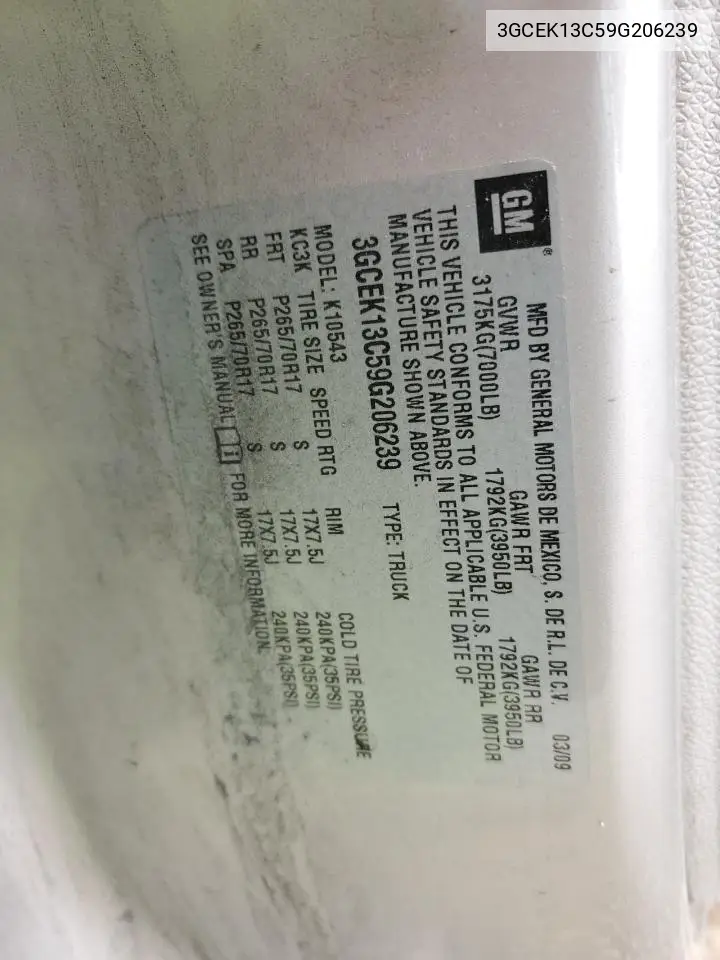 3GCEK13C59G206239
GM®
MFD BY GENERAL MOTORS DE MEXICO, S. DE R.L. DE C.V. 03/09
GVWR GAWR FRT GAWR RR
3175KG(7000LB) 1792KG(3950LB) 1792KG(3950LB)
THIS VEHICLE CONFORMS TO ALL APPLICABLE U.S. FEDERAL MOTOR
VEHICLE SAFETY STANDARDS IN EFFECT ON THE DATE OF
MANUFACTURE SHOWN ABOVE.
3GCEK13C59G206239 TYPE: TRUCK
MODEL: K10543
KC3K TIRE SIZE SPEED RTG RIM COLD TIRE PRESSURE
FRT P265/70R17 S 17X7.5J 240KPA(35PSI)
RR P265/70R17 S 17X7.5J 240KPA(35PSI)
SPA P265/70R17 S 17X7.5J 240KPA(35PSI)
SEE OWNER'S MANUAL i FOR MORE INFORMATION.